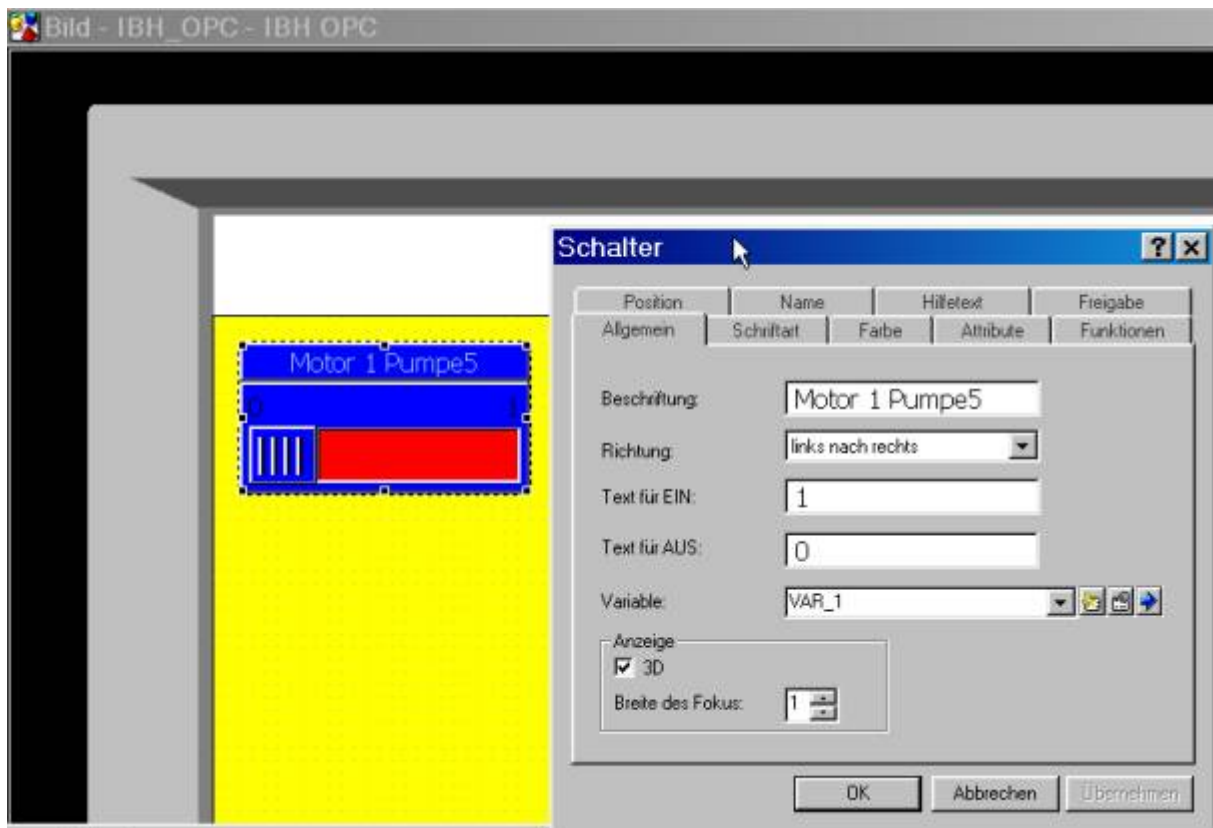 Bild - IBH_OPC - IBH OPC
Motor 1 Pumpe5
0 1
Schalter
Position Name Hilfetext Freigabe
Allgemein Schriftart Farbe Attribute Funktionen
Beschriftung: Motor 1 Pumpe5
Richtung: links nach rechts
Text für EIN: 1
Text für AUS: 0
Variable: VAR_1
Anzeige
3D
Breite des Fokus: 1
OK Abbrechen Übernehmen